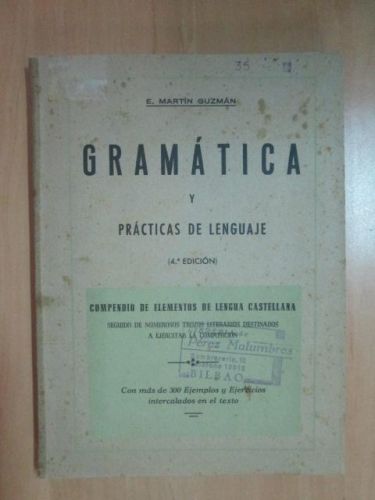 35
E. MARTÍN GUZMÁN
GRAMÁTICA
Y
PRÁCTICAS DE LENGUAJE
(4.ª EDICIÓN)
COMPENDIO DE ELEMENTOS DE LENGUA CASTELLANA
SEGUIDO DE NUMEROSOS TROZOS LITERARIOS DESTINADOS
A EJERCITAR LA COMPOSICIÓN
Pérez Malumbres
BILBAO
Con más de 300 Ejemplos y Ejercicios
intercalados en el texto